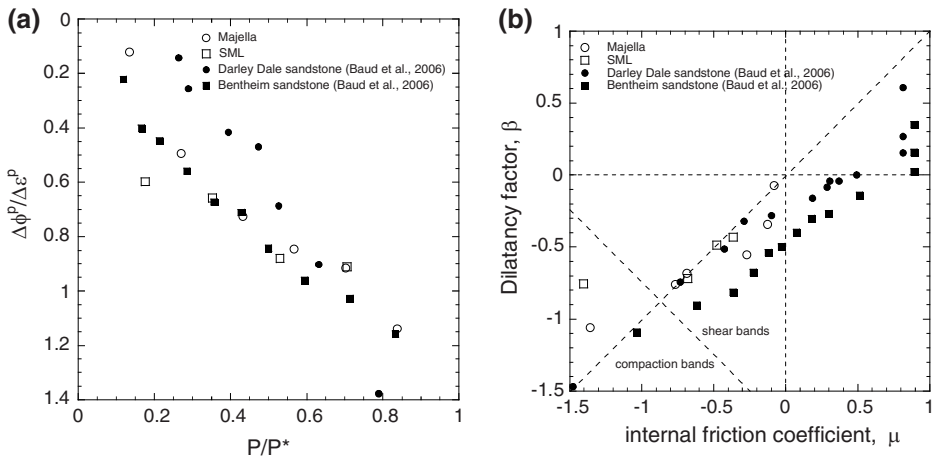 (a)
Majella
SML
Darley Dale sandstone (Baud et al., 2006)
Bentheim sandstone (Baud et al., 2006)
0
0.2
0.4
0.6
0.8
1
1.2
1.4
Δϕᵖ/Δεᵖ
0 0.2 0.4 0.6 0.8 1
P/P*
(b)
Majella
SML
Darley Dale sandstone (Baud et al., 2006)
Bentheim sandstone (Baud et al., 2006)
1
0.5
0
-0.5
-1
-1.5
Dilatancy factor, β
shear bands
compaction bands
-1.5 -1 -0.5 0 0.5 1
internal friction coefficient, μ